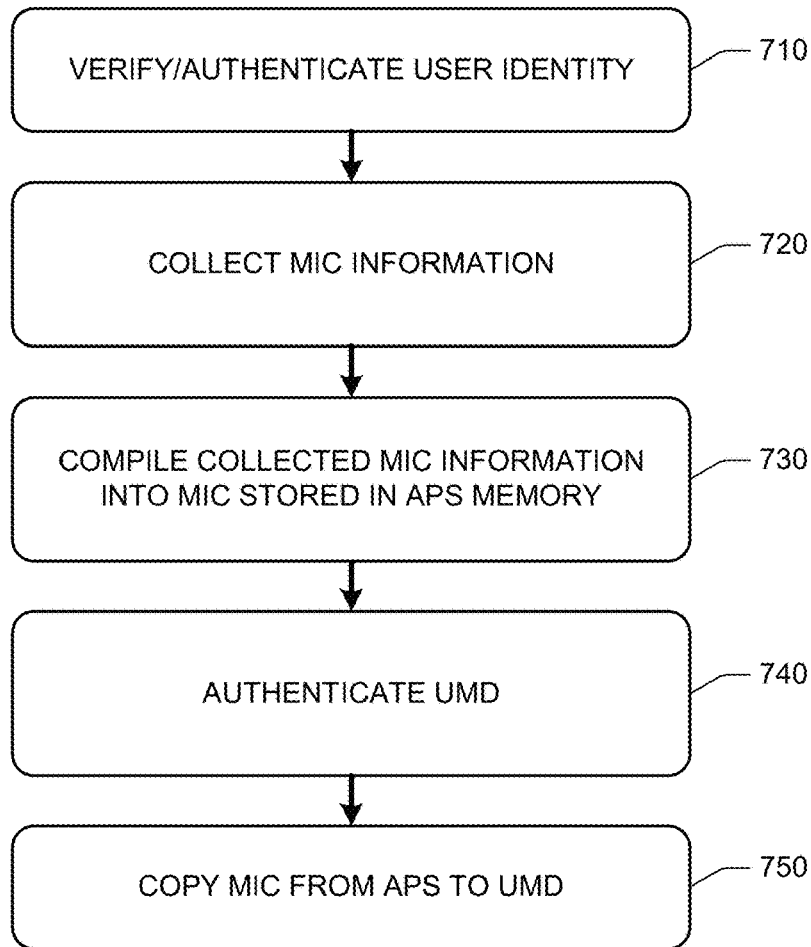 VERIFY/AUTHENTICATE USER IDENTITY
710
COLLECT MIC INFORMATION
720
COMPILE COLLECTED MIC INFORMATION
INTO MIC STORED IN APS MEMORY
730
AUTHENTICATE UMD
740
COPY MIC FROM APS TO UMD
750